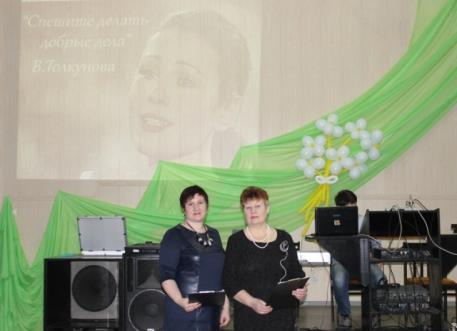 "Спешите делать
добрые дела"
В.Толкунова